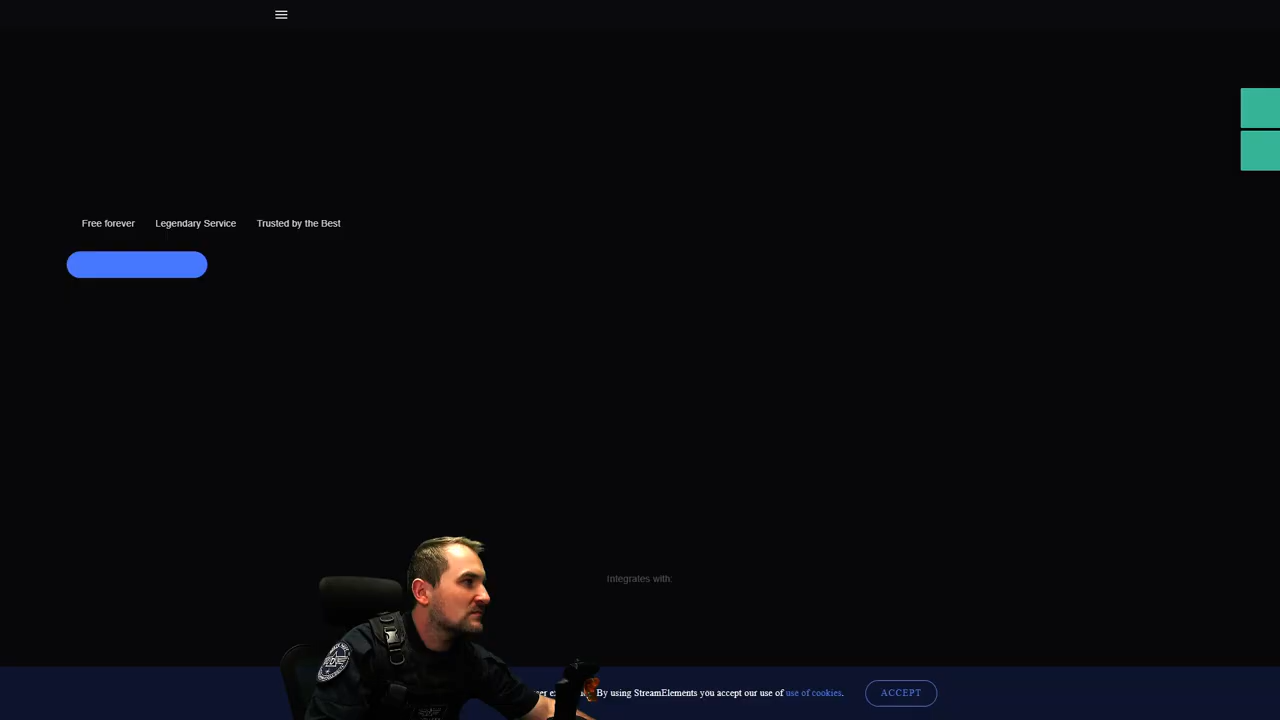 Free forever Legendary Service Trusted by the Best
Integrates with:
By using StreamElements you accept our use of use of cookies. ACCEPT